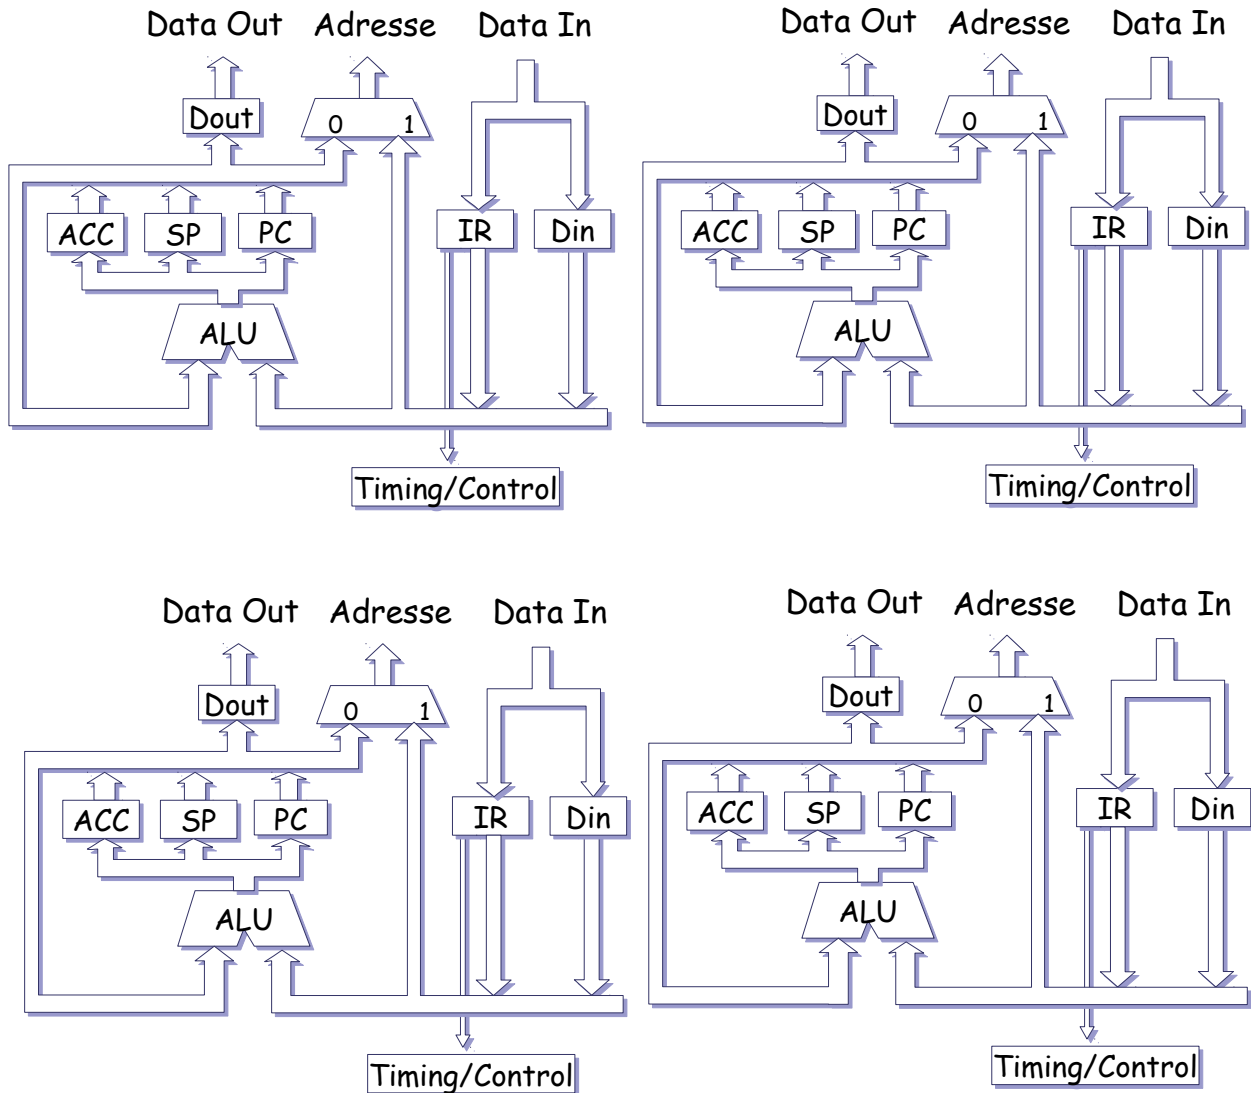 Data Out Adresse Data In
Dout 0 1
ACC SP PC IR Din
ALU
Timing/Control
Data Out Adresse Data In
Dout 0 1
ACC SP PC IR Din
ALU
Timing/Control
Data Out Adresse Data In
Dout 0 1
ACC SP PC IR Din
ALU
Timing/Control
Data Out Adresse Data In
Dout 0 1
ACC SP PC IR Din
ALU
Timing/Control